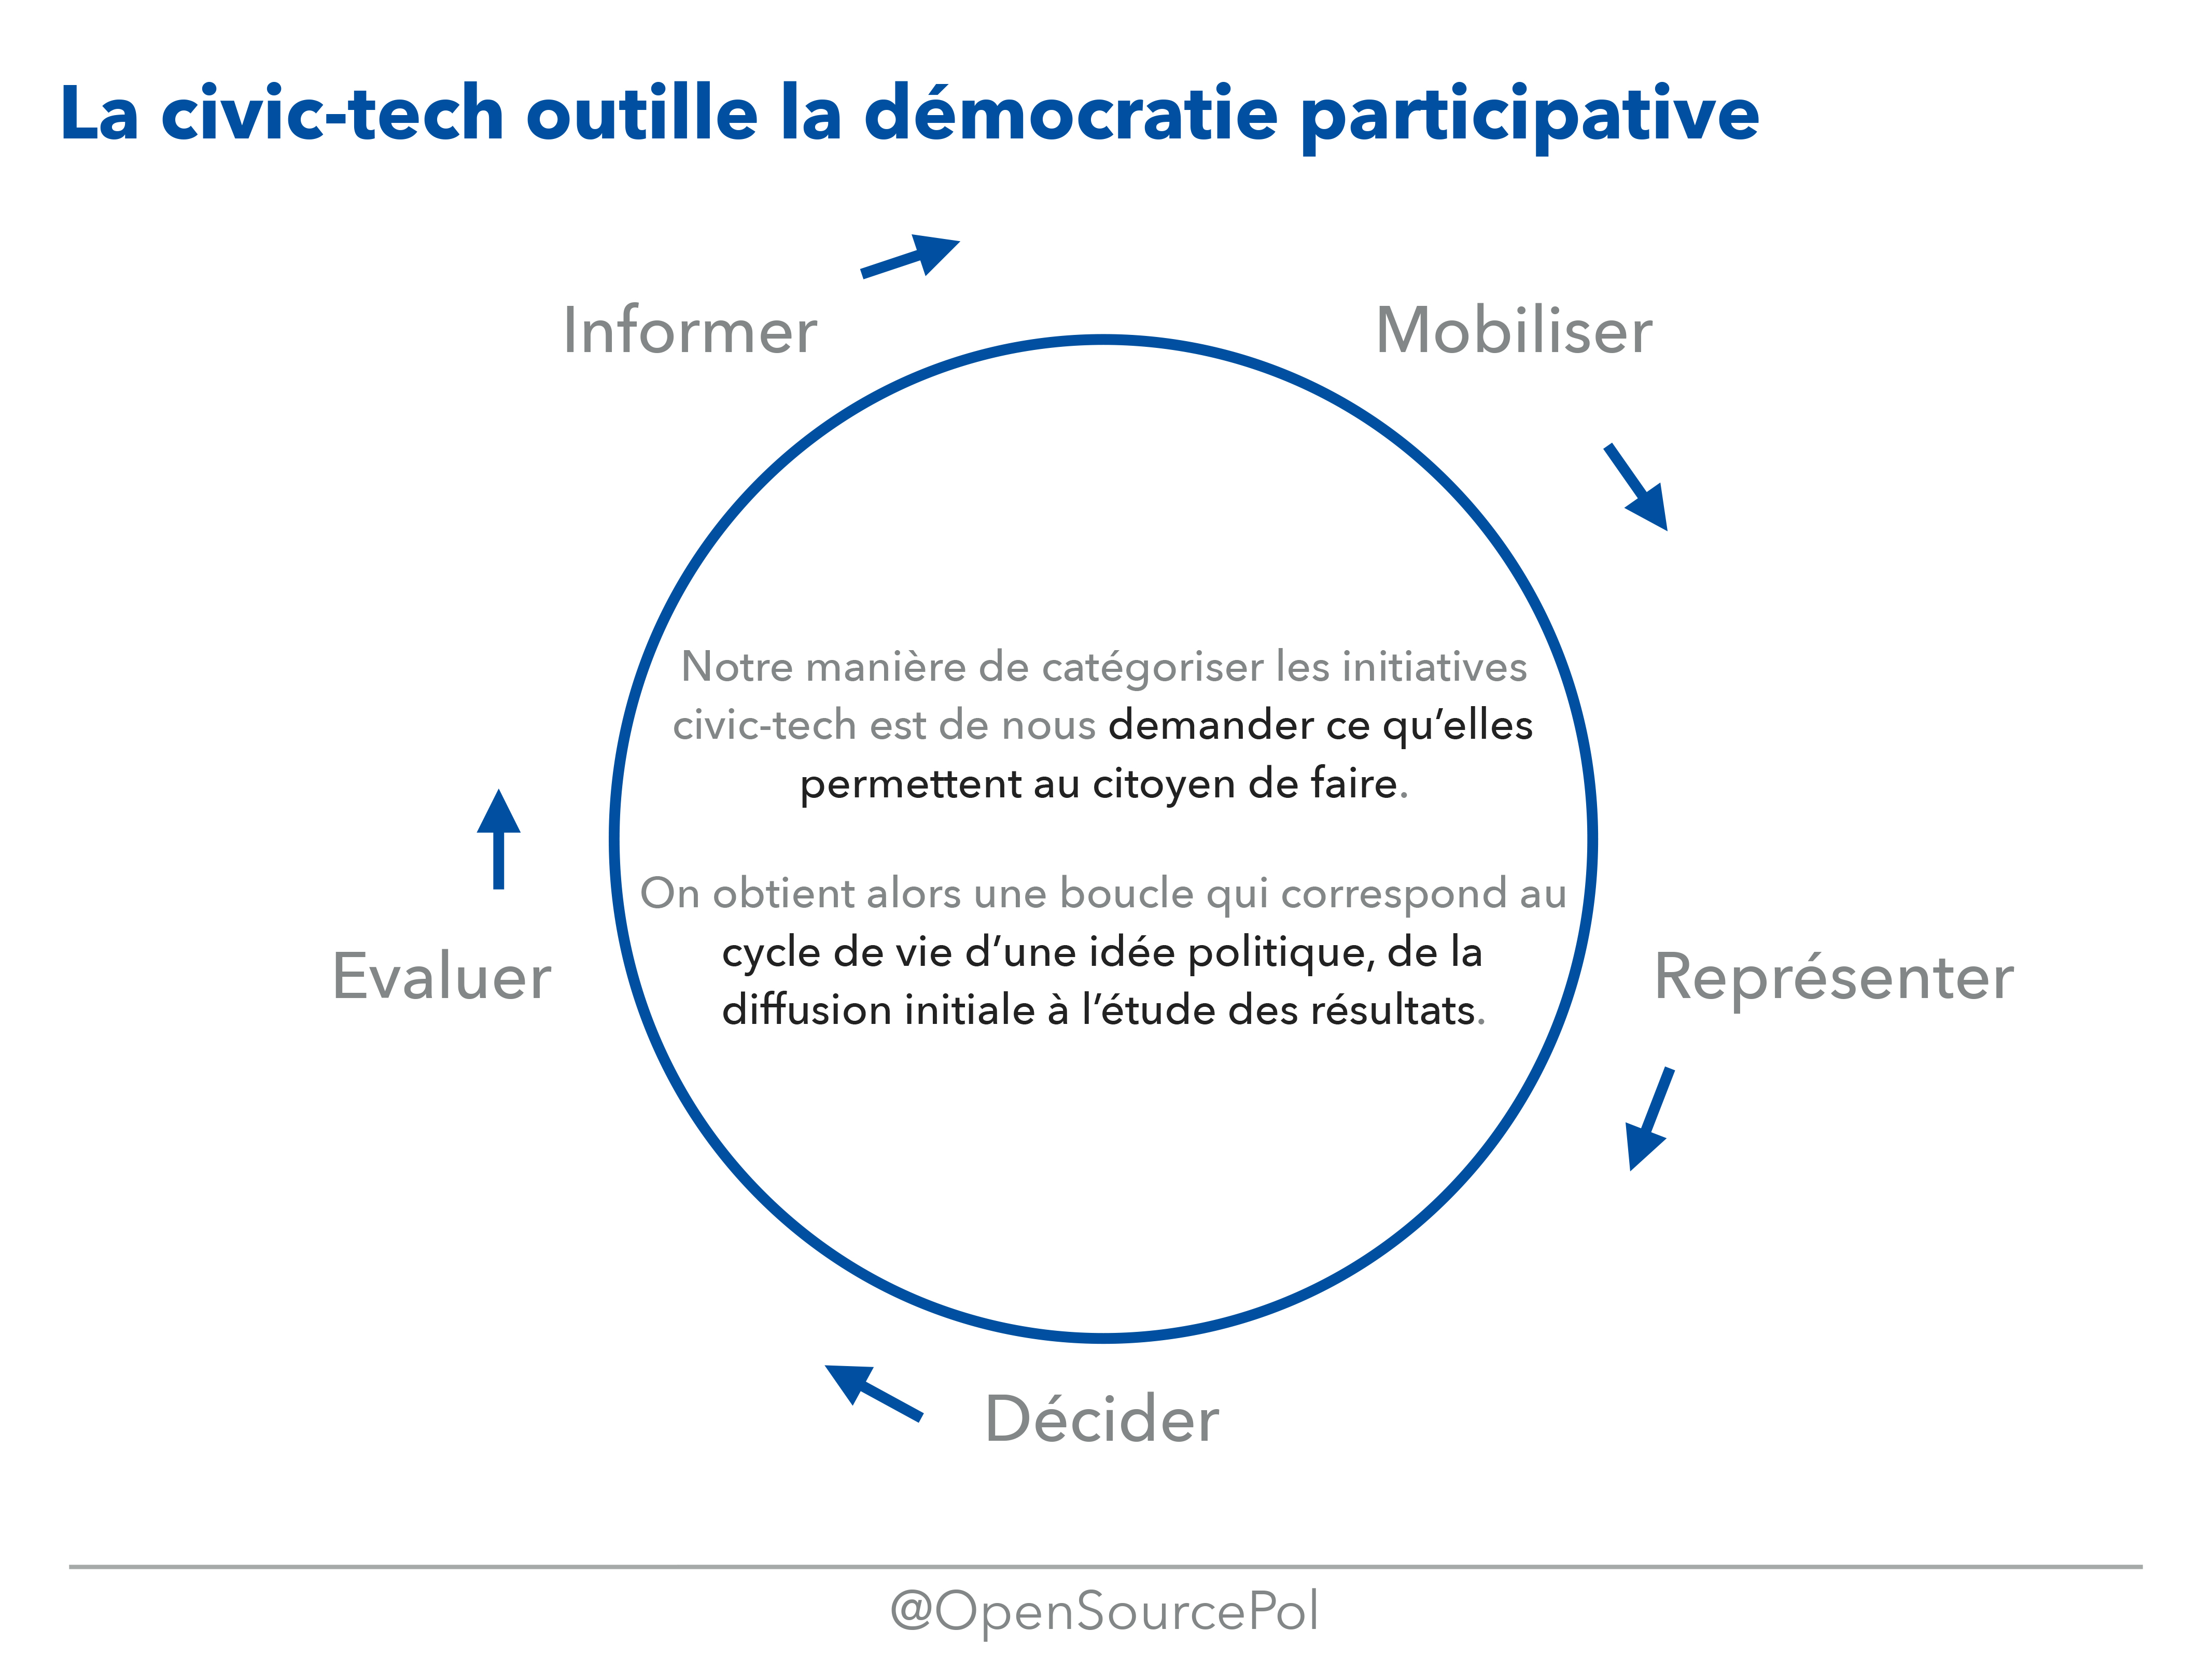 La civic-tech outille la démocratie participative
Informer
Mobiliser
Notre manière de catégoriser les initiatives
civic-tech est de nous demander ce qu’elles
permettent au citoyen de faire.
On obtient alors une boucle qui correspond au
cycle de vie d’une idée politique, de la
diffusion initiale à l’étude des résultats.
Evaluer
Représenter
Décider
@OpenSourcePol